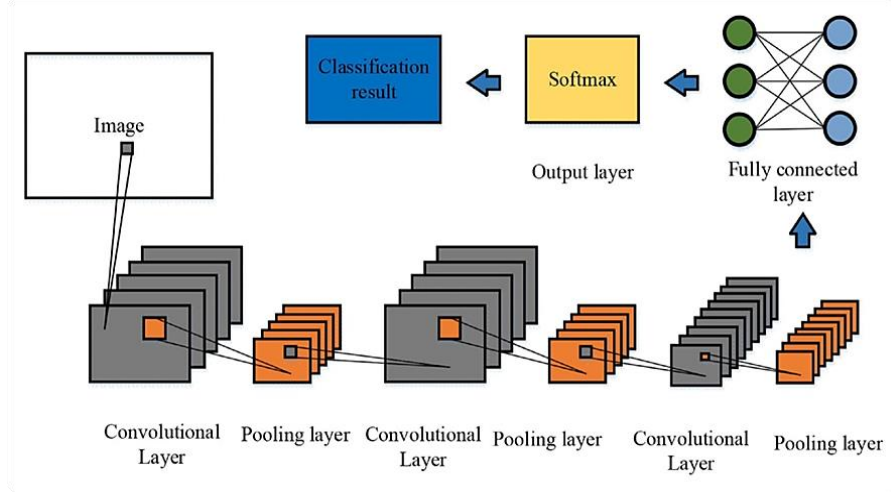 Image
Classification
result
Softmax
Output layer
Fully connected
layer
Convolutional
Layer
Pooling layer
Convolutional
Layer
Pooling layer
Convolutional
Layer
Pooling layer